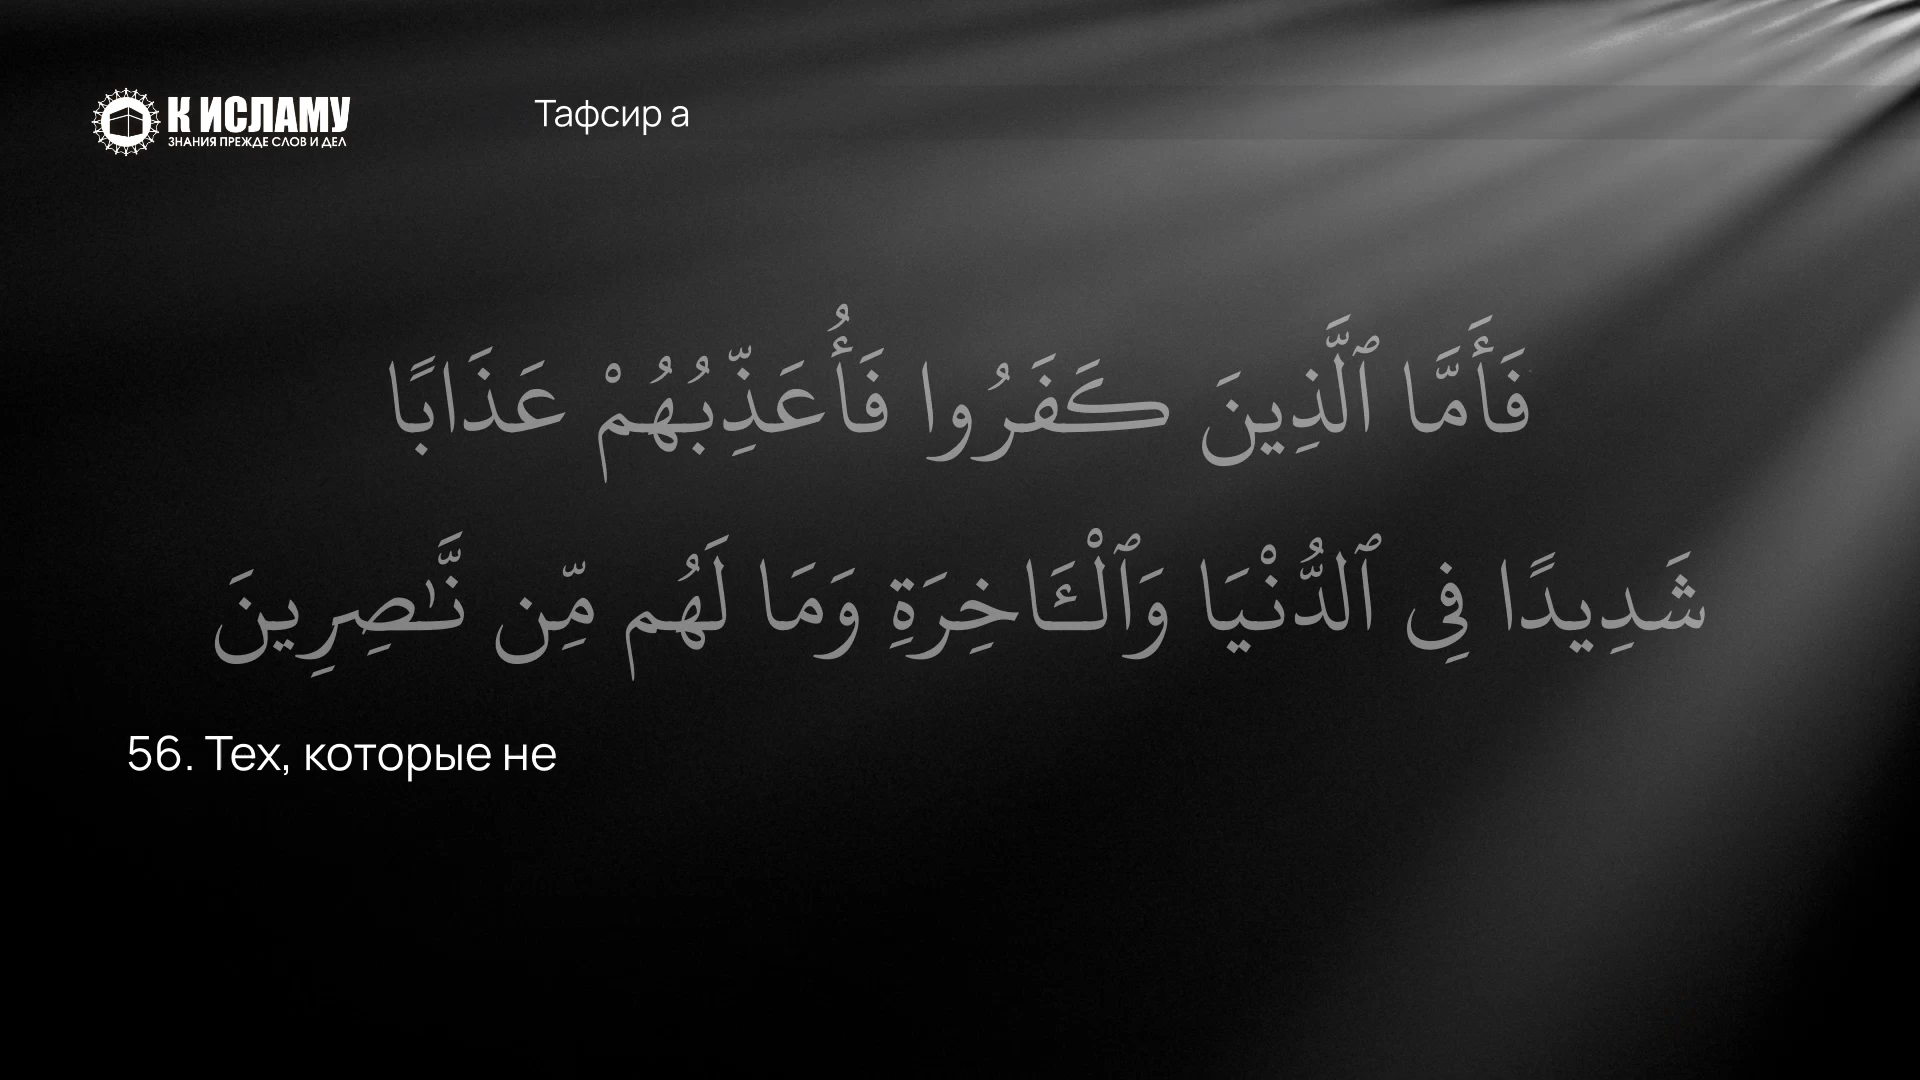 К ИСЛАМУ
ЗНАНИЯ ПРЕЖДЕ СЛОВ И ДЕЛ
Тафсир а
فَأَمَّا ٱلَّذِينَ كَفَرُوا فَأُعَذِّبُهُمْ عَذَابًا
شَدِيدًا فِى ٱلدُّنْيَا وَٱلْـَٔاخِرَةِ وَمَا لَهُم مِّن نَّـٰصِرِينَ
56. Тех, которые не